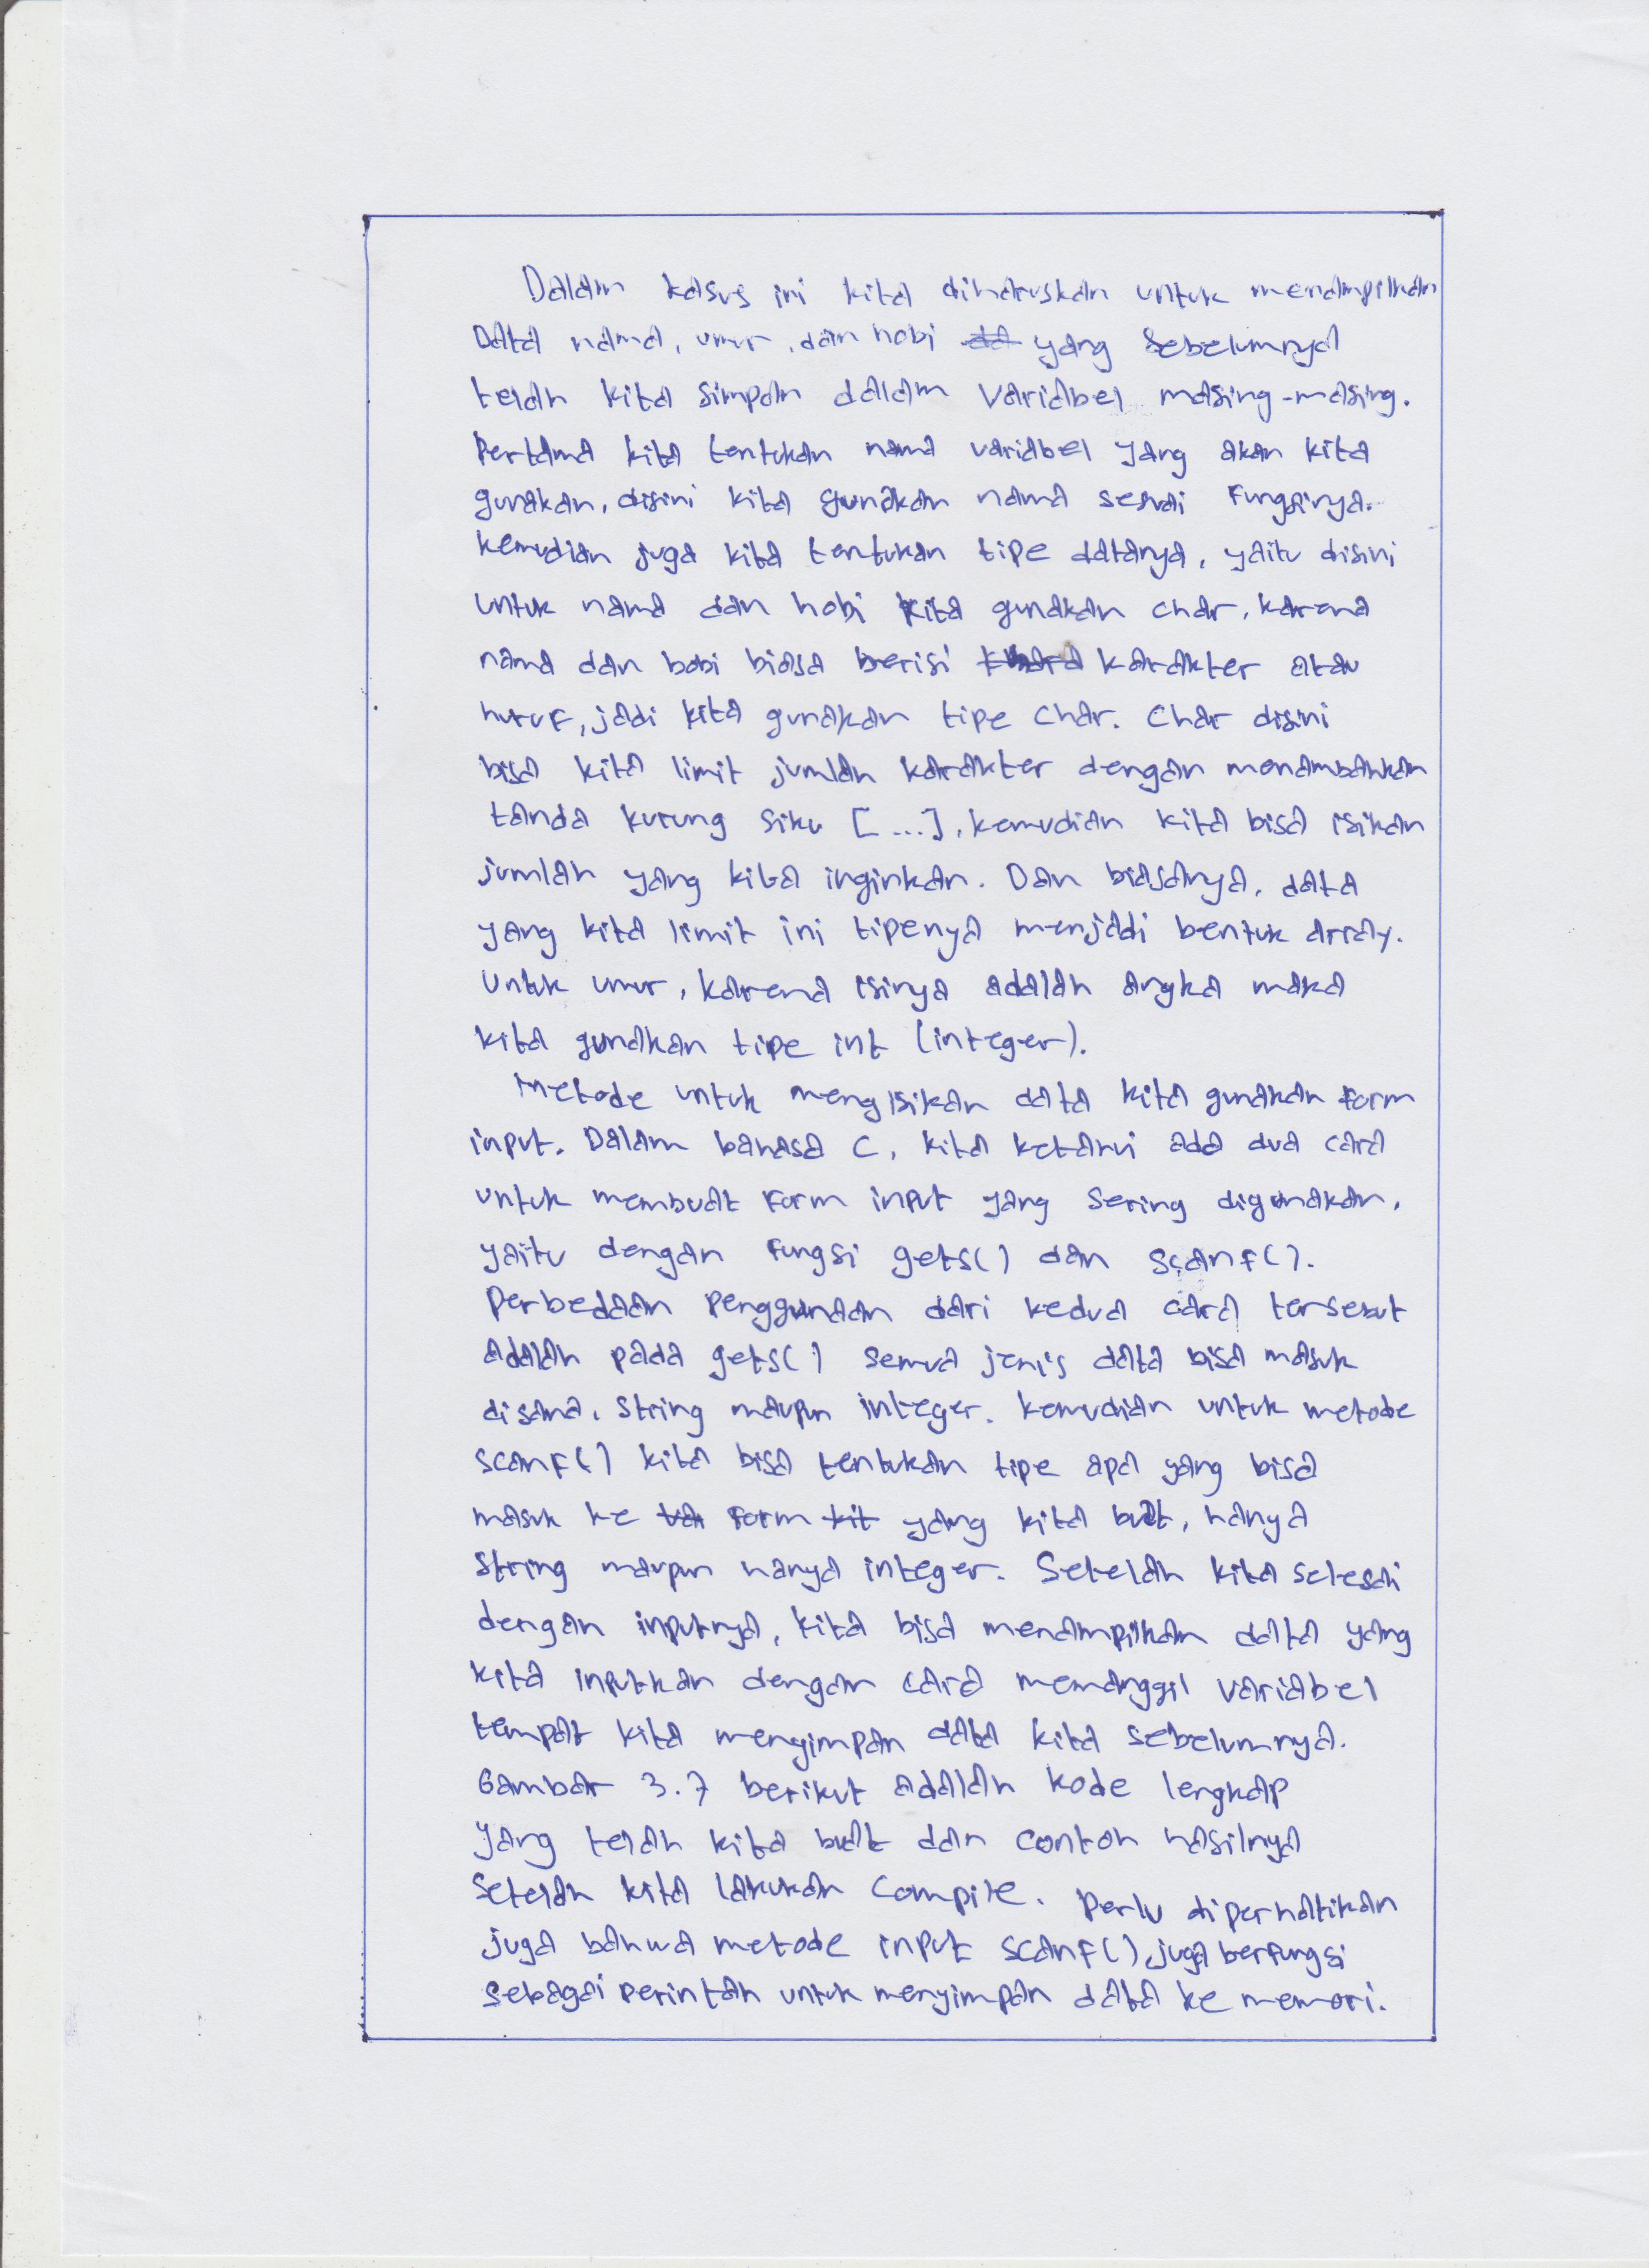 Dalam kasus ini kita diharuskan untuk menampilkan
Data nama, umur, dan hobi da yang Sebelumnya
telah kita simpan dalam Variabel masing-masing.
Pertama kita tentukan nama variabel yang akan kita
gunakan, disini kita gunakan nama sesuai Fungsinya.
Kemudian juga kita tentukan tipe datanya, yaitu disini
untuk nama dan hobi kita gunakan char, karena
nama dan bobi biasa berisi karakter atau
huruf, jadi kita gunakan tipe char. Char disini
bisa kita limit jumlah karakter dengan menambahkan
tanda kurung siku [...], kemudian kita bisa isikan
jumlah yang kita inginkan. Dan biasanya, data
yang kita limit ini tipenya menjadi bentuk array.
Untuk umur, karena isinya adalah angka maka
kita gunakan tipe int (integer).
Metode untuk mengisikan data kita gunakan form
input. Dalam bahasa C, kita ketahui ada dua cara
untuk membuat form input yang sering digunakan,
yaitu dengan fungsi gets() dan scanf().
Perbedaan Penggunaan dari kedua cara tersebut
adalah pada gets() semua jenis data bisa masuk
disana, string maupun integer. Kemudian untuk metode
scanf() kita bisa tentukan tipe apa yang bisa
masuk ke va form kit yang kita buat, hanya
string maupun hanya integer. Setelah kita selesai
dengan inputnya, kita bisa menampilkan data yang
kita inputkan dengan cara memanggil variabel
tempat kita mengimpan data kita sebelumnya.
Gambar 3.7 berikut adalah kode lengkap
yang telah kita buat dan contoh hasilnya
Setelah kita lakukan Compile. Perlu diperhatikan
juga bahwa metode input scanf(), juga berfungsi
sebagai perintah untuk menyimpan data ke memori.